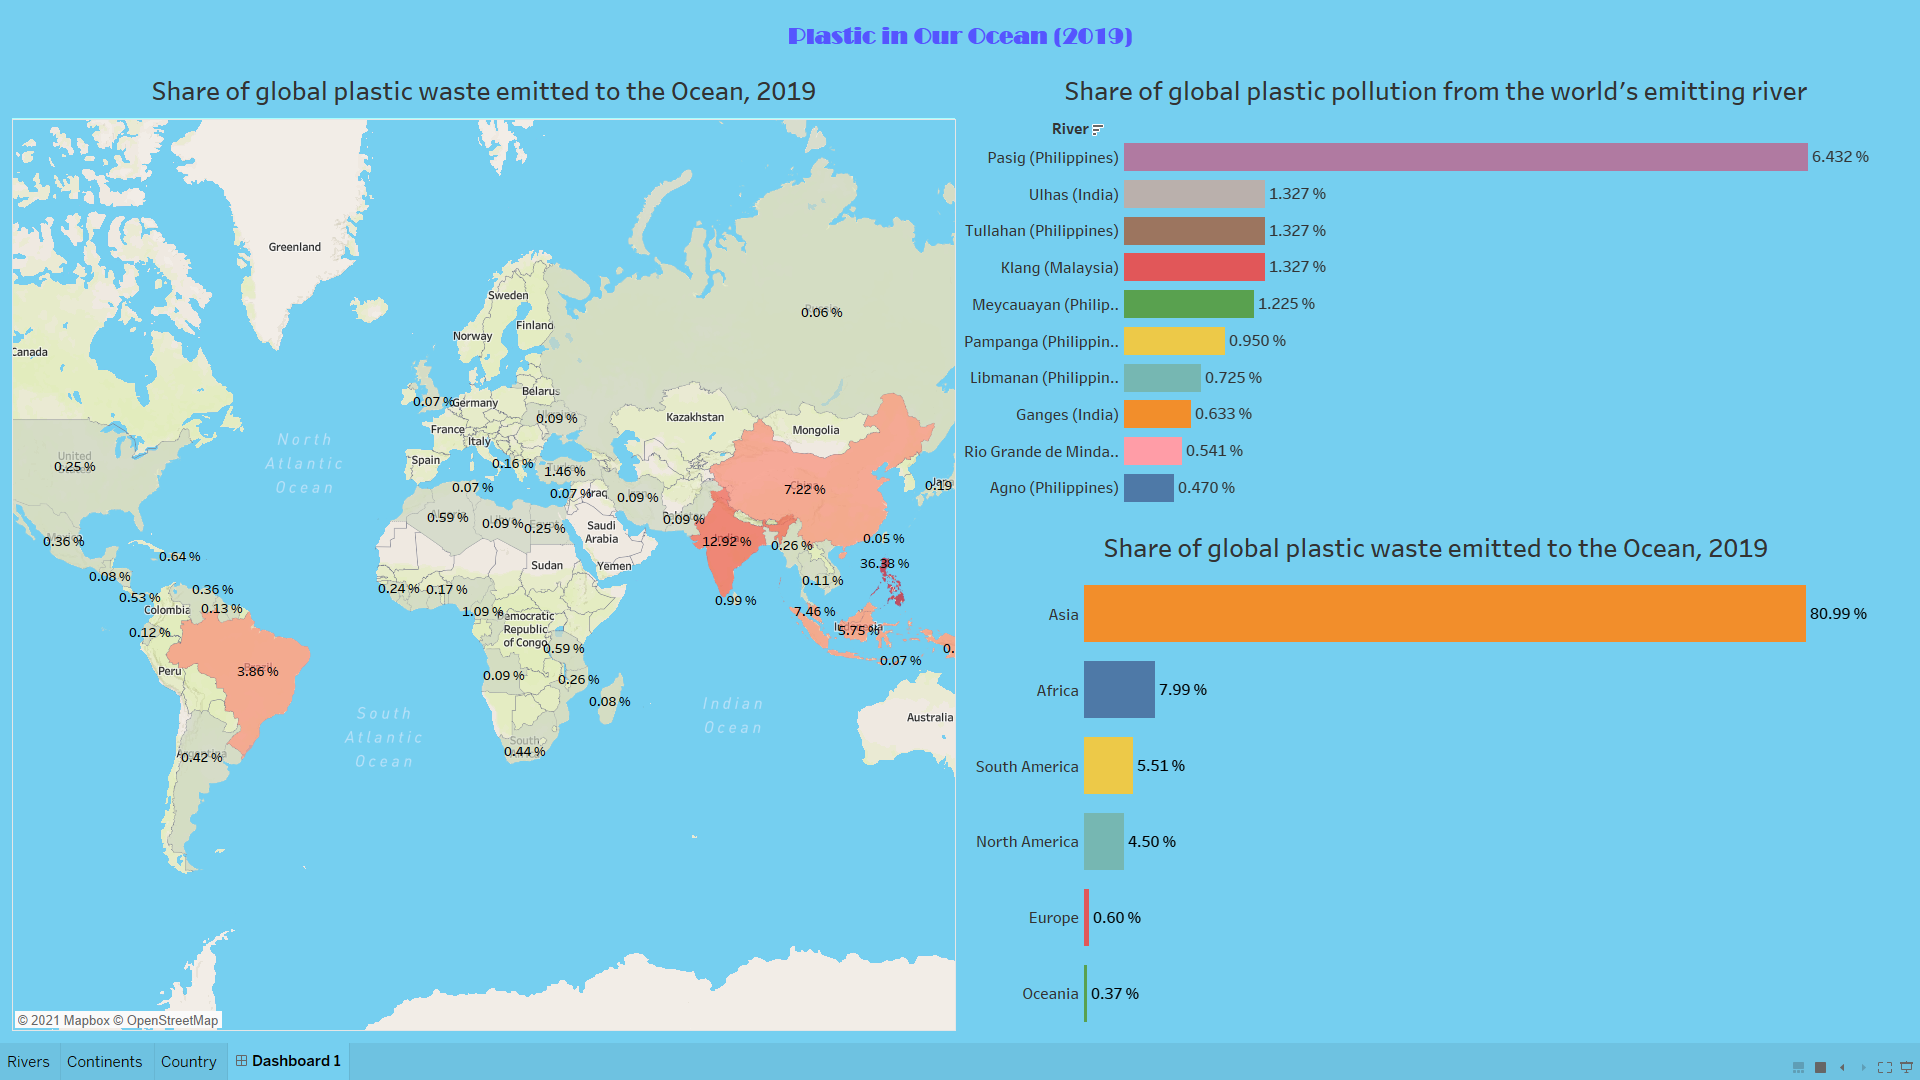 Plastic in Our Ocean (2019)
Share of global plastic waste emitted to the Ocean, 2019
Greenland
Canada
Sweden
Finland
Norway
0.06 %
Belarus
0.07 %
Germany
0.09 %
Kazakhstan
Mongolia
France
Italy
Spain
0.16 %
1.46 %
North
Atlantic
Ocean
United
0.25 %
0.07 %
0.07 %
Iraq
0.09 %
7.22 %
0.19
0.59 %
0.09 %
0.25 %
Saudi
Arabia
0.09 %
Mexico
0.36 %
0.64 %
India
12.92 %
0.26 %
0.05 %
Sudan
Yemen
36.38 %
0.08 %
0.11 %
0.53 %
0.36 %
0.24 %
0.17 %
0.99 %
Colombia
0.13 %
1.09 %
Democratic
Republic
of Congo
7.46 %
0.12 %
Indonesia
5.75 %
0.59 %
0.
0.07 %
Peru
Brazil
3.86 %
0.09 %
0.26 %
0.08 %
South
Atlantic
Ocean
Indian
Ocean
Australia
South
0.44 %
Argentina
0.42 %
© 2021 Mapbox © OpenStreetMap
Share of global plastic pollution from the world's emitting river
River
Pasig (Philippines) 6.432 %
Ulhas (India) 1.327 %
Tullahan (Philippines) 1.327 %
Klang (Malaysia) 1.327 %
Meycauayan (Philip.. 1.225 %
Pampanga (Philippin.. 0.950 %
Libmanan (Philippin.. 0.725 %
Ganges (India) 0.633 %
Rio Grande de Minda.. 0.541 %
Agno (Philippines) 0.470 %
Share of global plastic waste emitted to the Ocean, 2019
Asia 80.99 %
Africa 7.99 %
South America 5.51 %
North America 4.50 %
Europe 0.60 %
Oceania 0.37 %
Rivers Continents Country Dashboard 1